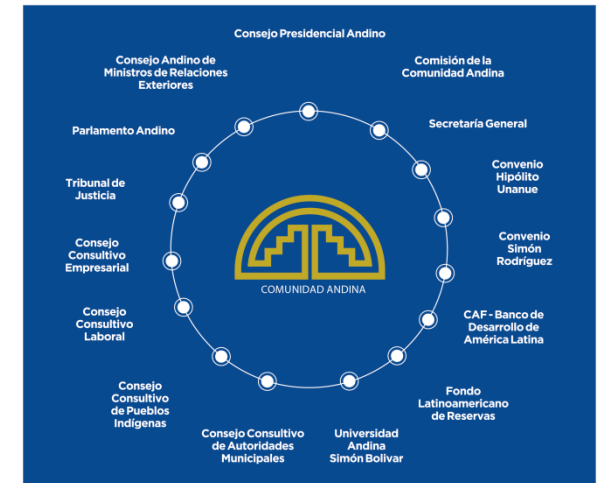 Consejo Presidencial Andino
Comisión de la
Comunidad Andina
Secretaría General
Convenio
Hipólito
Unanue
Convenio
Simón
Rodríguez
CAF - Banco de
Desarrollo de
América Latina
Fondo
Latinoamericano
de Reservas
Universidad
Andina
Simón Bolivar
Consejo Consultivo
de Autoridades
Municipales
Consejo
Consultivo
de Pueblos
Indígenas
Consejo
Consultivo
Laboral
Consejo
Consultivo
Empresarial
Tribunal de
Justicia
Parlamento Andino
Consejo Andino de
Ministros de Relaciones
Exteriores
COMUNIDAD ANDINA